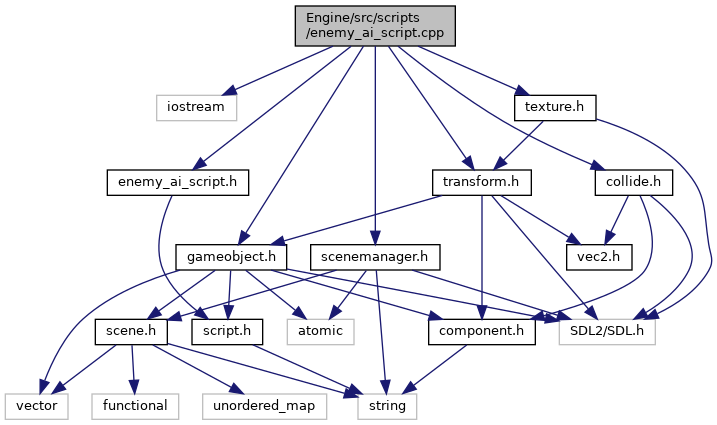 Engine/src/scripts
/enemy_ai_script.cpp
iostream
texture.h
enemy_ai_script.h
transform.h
collide.h
gameobject.h
scenemanager.h
vec2.h
scene.h
script.h
atomic
component.h
SDL2/SDL.h
vector
functional
unordered_map
string